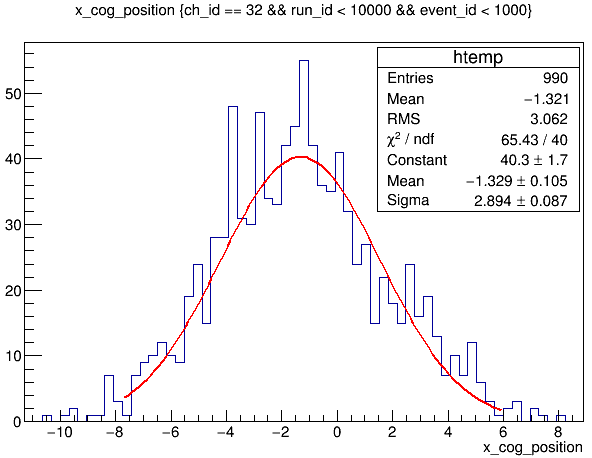 x_cog_position {ch_id == 32 && run_id < 10000 && event_id < 1000}
htemp
Entries 990
Mean −1.321
RMS 3.062
χ² / ndf 65.43 / 40
Constant 40.3 ± 1.7
Mean −1.329 ± 0.105
Sigma 2.894 ± 0.087
50
40
30
20
10
0
−10 −8 −6 −4 −2 0 2 4 6 8
x_cog_position